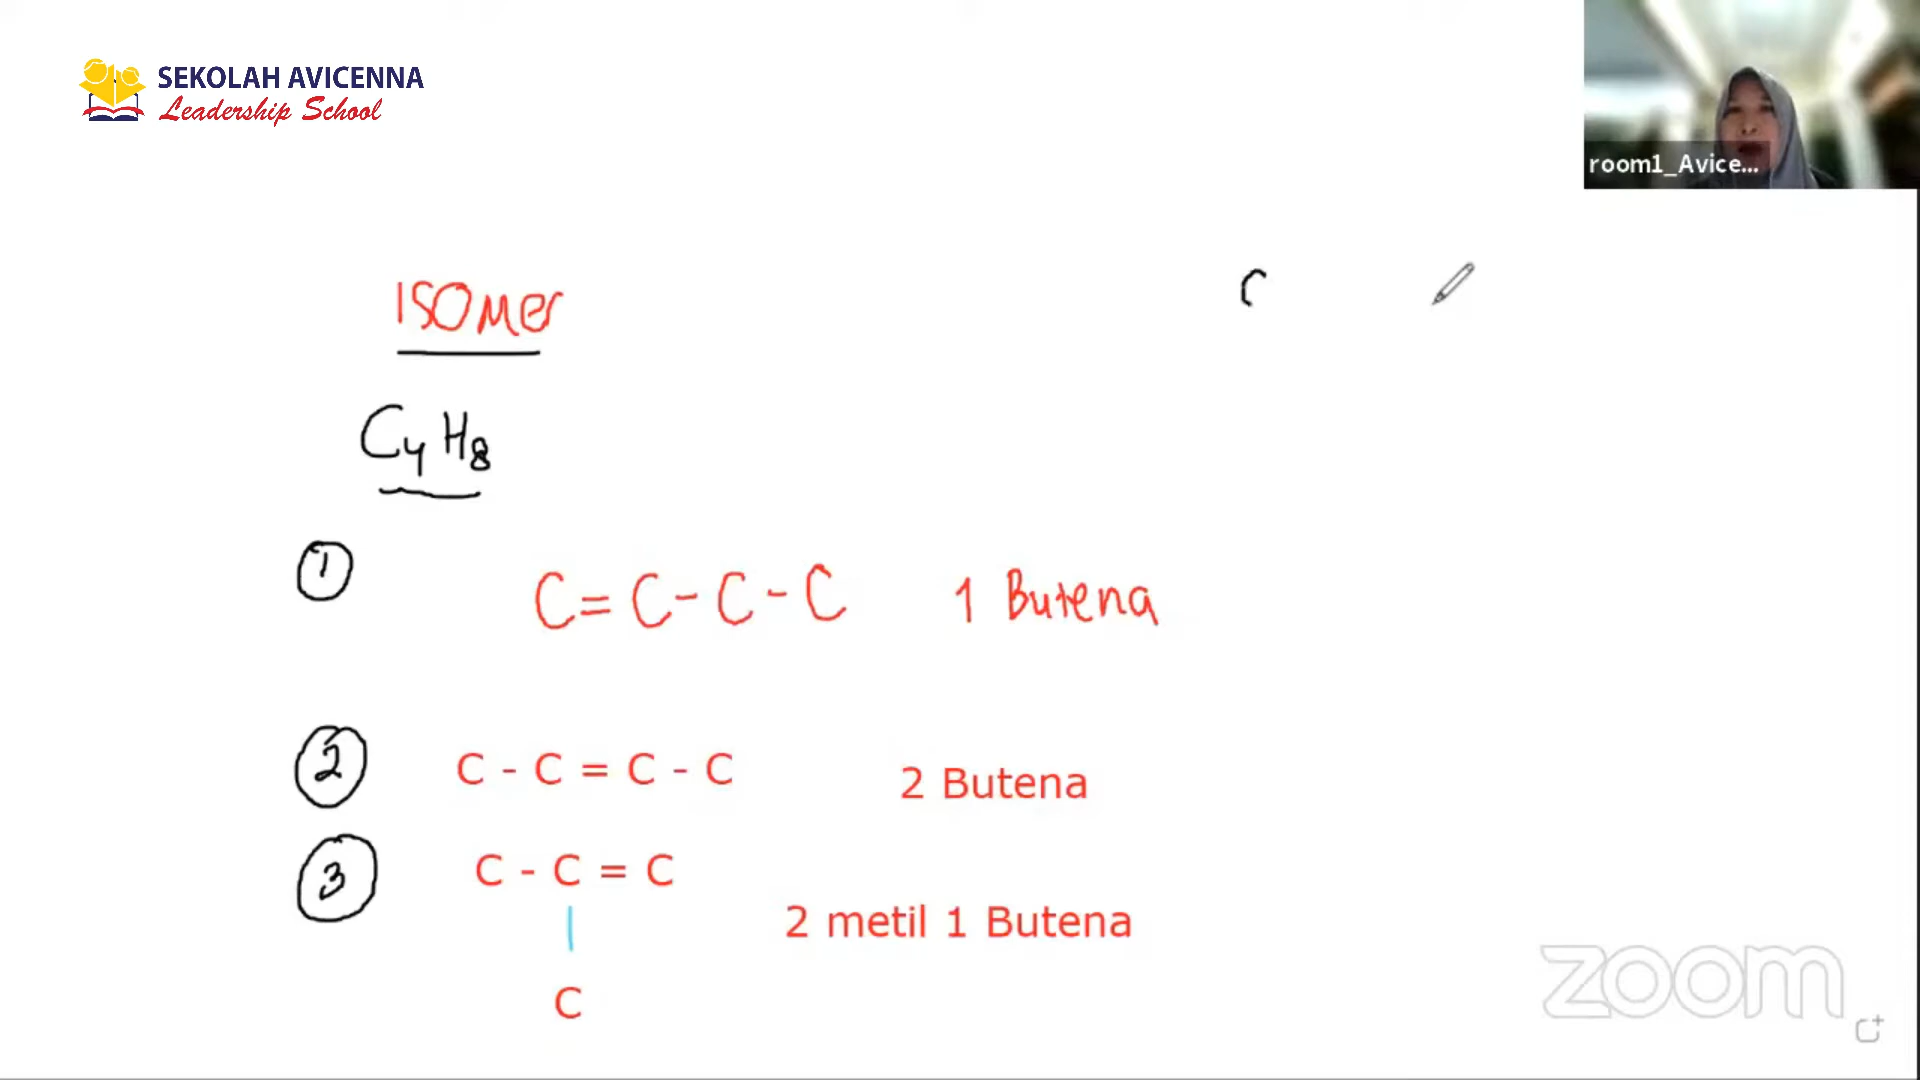 SEKOLAH AVICENNA
Leadership School
room1_Avice...
ISOMer
C
C4H8
1
C = C - C - C 1 Butena
2
C - C = C - C 2 Butena
3
C - C = C
|
C
2 metil 1 Butena
zoom